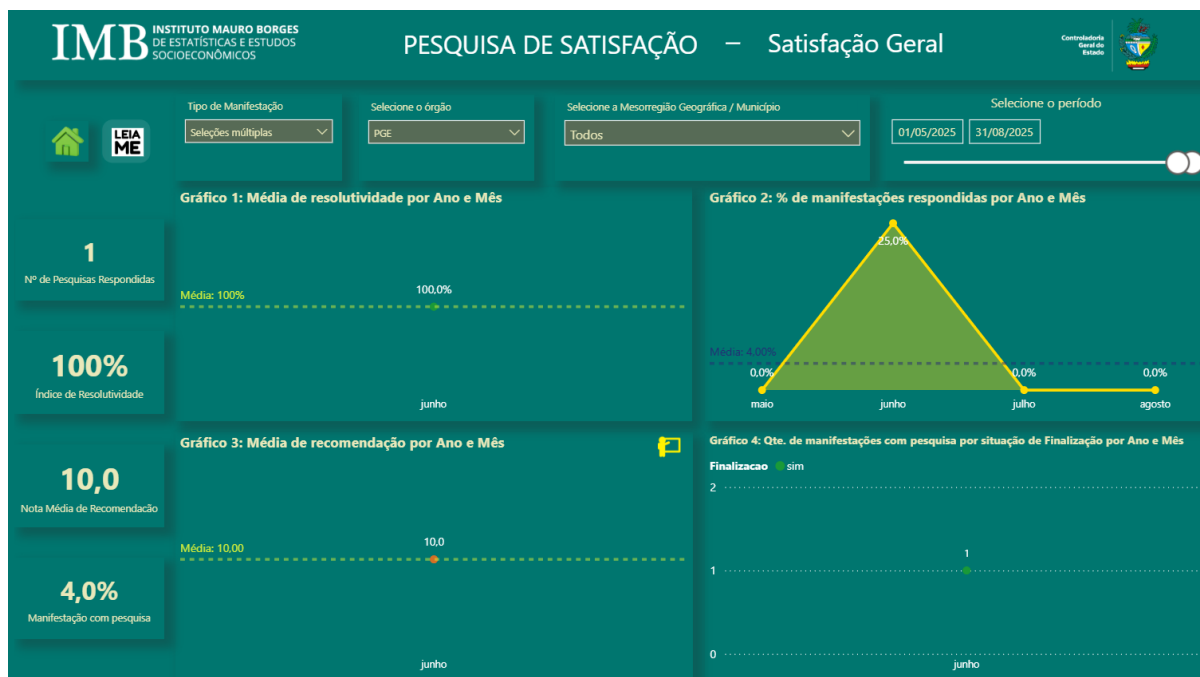 IMB INSTITUTO MAURO BORGES
DE ESTATÍSTICAS E ESTUDOS
SOCIOECONÔMICOS
PESQUISA DE SATISFAÇÃO – Satisfação Geral
Controladoria
Geral do
Estado
LEIA
ME
Tipo de Manifestação
Seleções múltiplas
Selecione o órgão
PGE
Selecione a Mesorregião Geográfica / Município
Todos
Selecione o período
01/05/2025 31/08/2025
1
Nº de Pesquisas Respondidas
100%
Índice de Resolutividade
10,0
Nota Média de Recomendacão
4,0%
Manifestação com pesquisa
Gráfico 1: Média de resolutividade por Ano e Mês
Média: 100%
100,0%
junho
Gráfico 2: % de manifestações respondidas por Ano e Mês
25,0%
Média: 4,00%
0,0% 0,0% 0,0%
maio junho julho agosto
Gráfico 3: Média de recomendação por Ano e Mês
Média: 10,00
10,0
junho
Gráfico 4: Qte. de manifestações com pesquisa por situação de Finalização por Ano e Mês
Finalizacao sim
2
1
1
0
junho